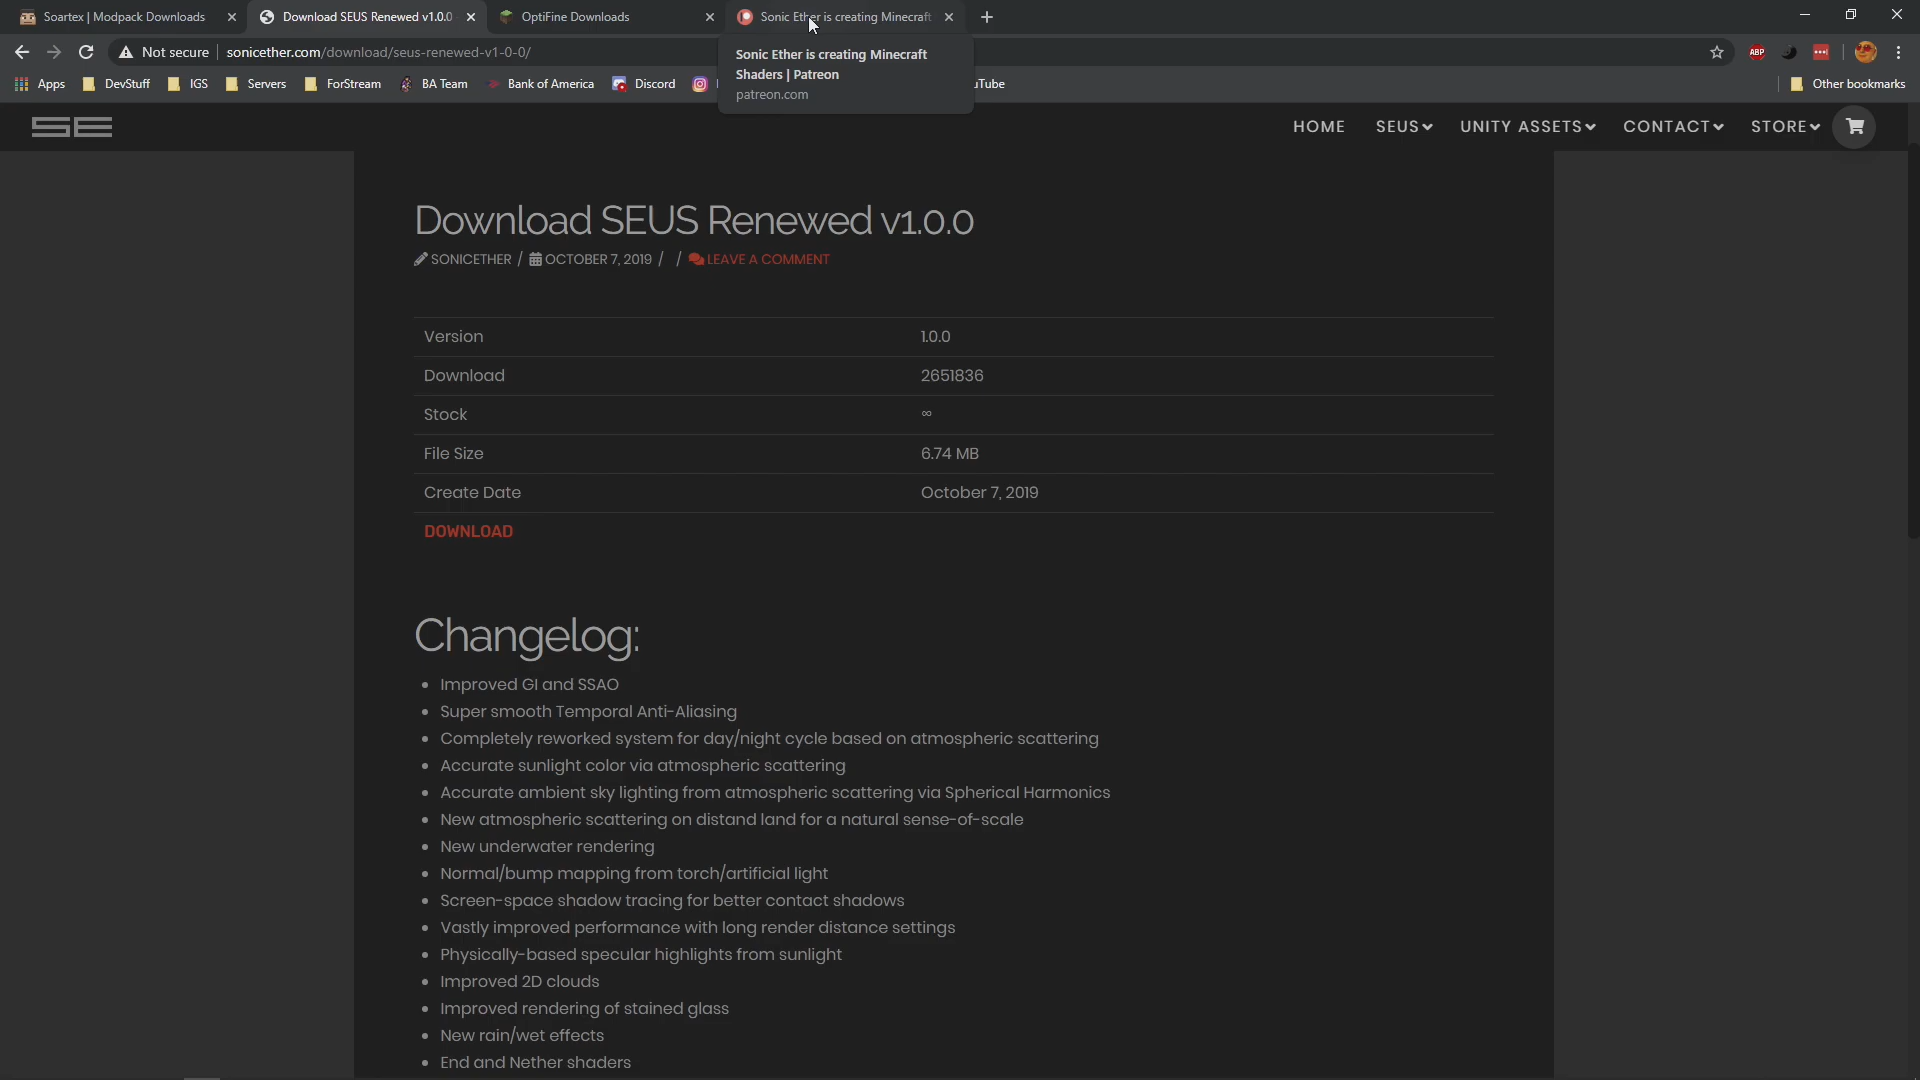 Soartex | Modpack Downloads
Download SEUS Renewed v1.0.0
OptiFine Downloads
Sonic Ether is creating Minecraft
Not secure | sonicether.com/download/seus-renewed-v1-0-0/
Sonic Ether is creating Minecraft
Shaders | Patreon
patreon.com
ABP
Apps
DevStuff
IGS
Servers
ForStream
BA Team
Bank of America
Discord
Other bookmarks
SE
HOME
SEUS
UNITY ASSETS
CONTACT
STORE
Download SEUS Renewed v1.0.0
SONICETHER / OCTOBER 7, 2019 / / LEAVE A COMMENT
Version 1.0.0
Download 2651836
Stock ∞
File Size 6.74 MB
Create Date October 7, 2019
DOWNLOAD
Changelog:
• Improved GI and SSAO
• Super smooth Temporal Anti-Aliasing
• Completely reworked system for day/night cycle based on atmospheric scattering
• Accurate sunlight color via atmospheric scattering
• Accurate ambient sky lighting from atmospheric scattering via Spherical Harmonics
• New atmospheric scattering on distand land for a natural sense-of-scale
• New underwater rendering
• Normal/bump mapping from torch/artificial light
• Screen-space shadow tracing for better contact shadows
• Vastly improved performance with long render distance settings
• Physically-based specular highlights from sunlight
• Improved 2D clouds
• Improved rendering of stained glass
• New rain/wet effects
• End and Nether shaders